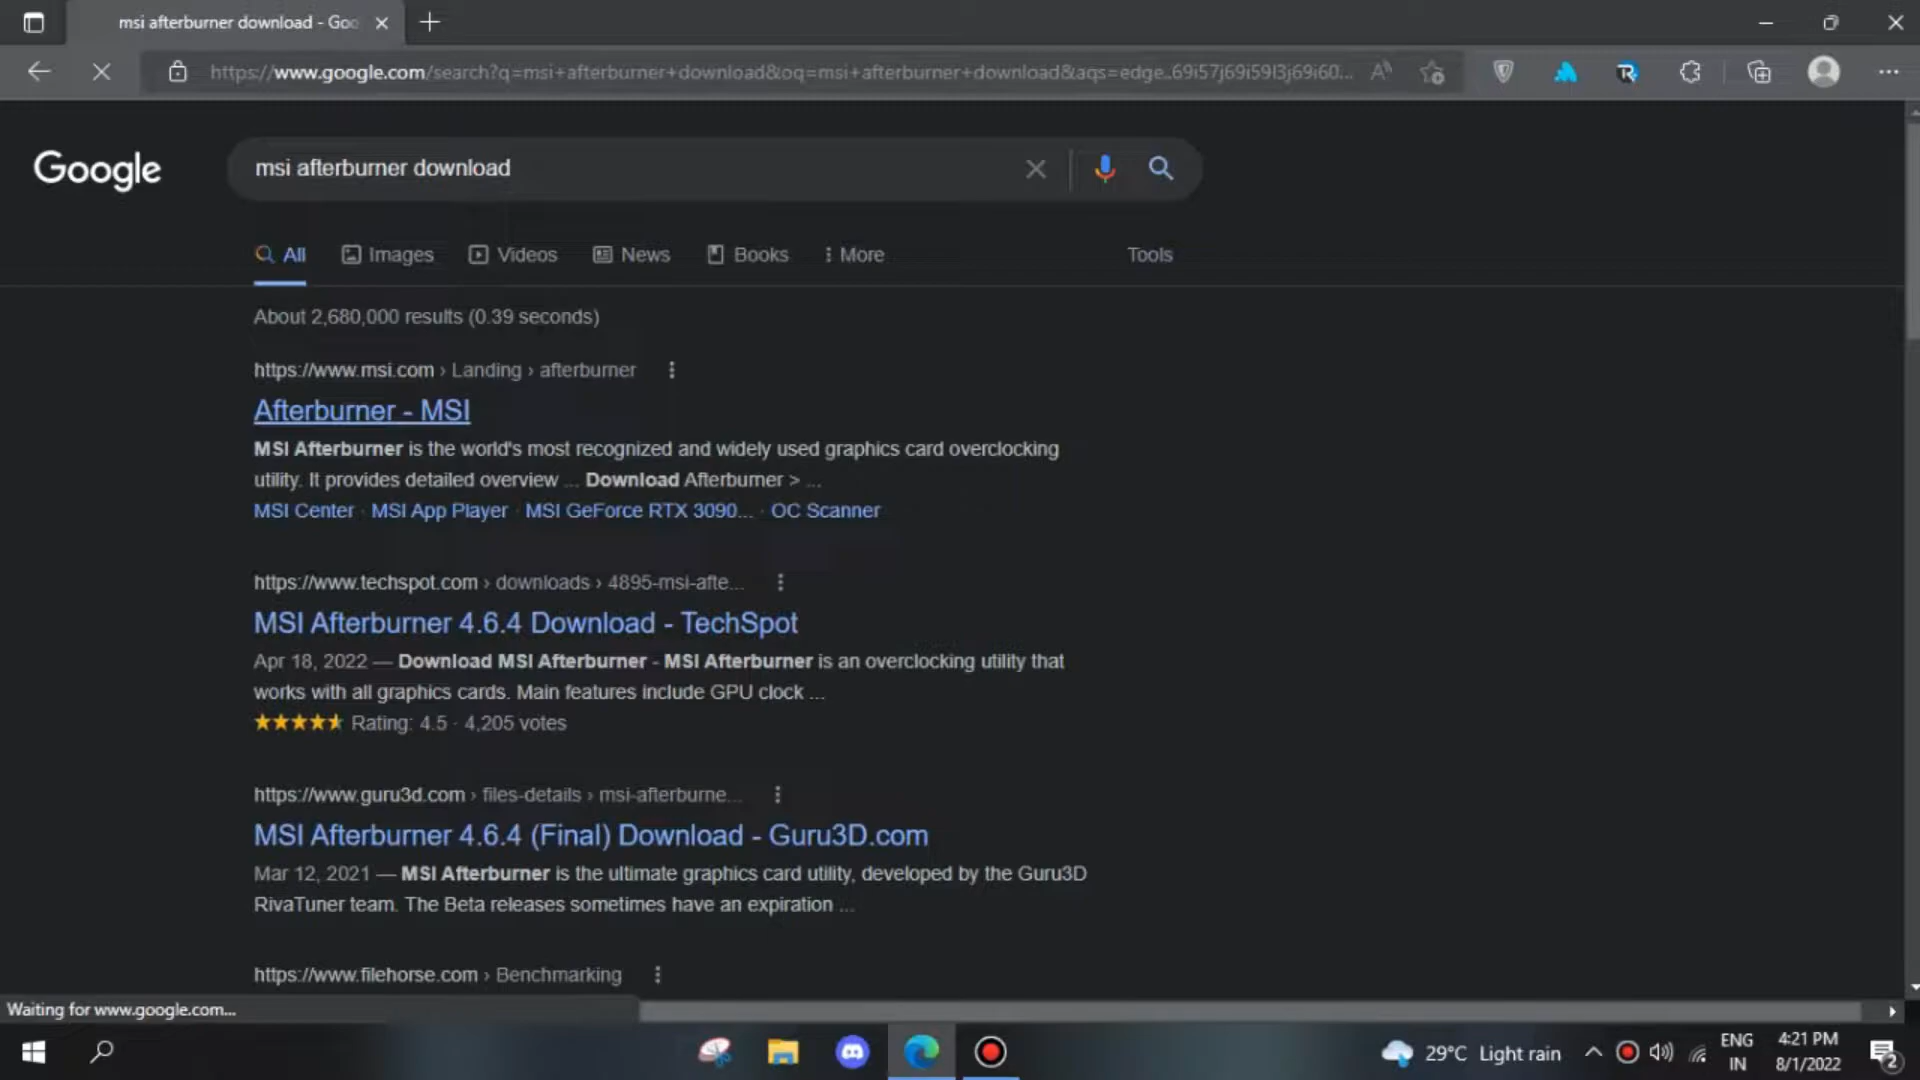 msi afterburner download - Goo
https://www.google.com/search?q=msi+afterburner+download&oq=msi+afterburner+download&aqs=edge..69i57j69i59l3j69i60...
Google
msi afterburner download
All Images Videos News Books More Tools
About 2,680,000 results (0.39 seconds)
https://www.msi.com › Landing › afterburner
Afterburner - MSI
MSI Afterburner is the world's most recognized and widely used graphics card overclocking
utility. It provides detailed overview ... Download Afterburner > ...
MSI Center · MSI App Player · MSI GeForce RTX 3090... · OC Scanner
https://www.techspot.com › downloads › 4895-msi-afte...
MSI Afterburner 4.6.4 Download - TechSpot
Apr 18, 2022 — Download MSI Afterburner - MSI Afterburner is an overclocking utility that
works with all graphics cards. Main features include GPU clock ...
Rating: 4.5 · 4,205 votes
https://www.guru3d.com › files-details › msi-afterburne...
MSI Afterburner 4.6.4 (Final) Download - Guru3D.com
Mar 12, 2021 — MSI Afterburner is the ultimate graphics card utility, developed by the Guru3D
RivaTuner team. The Beta releases sometimes have an expiration ...
https://www.filehorse.com › Benchmarking
Waiting for www.google.com...
29°C Light rain
ENG
IN
4:21 PM
8/1/2022
2